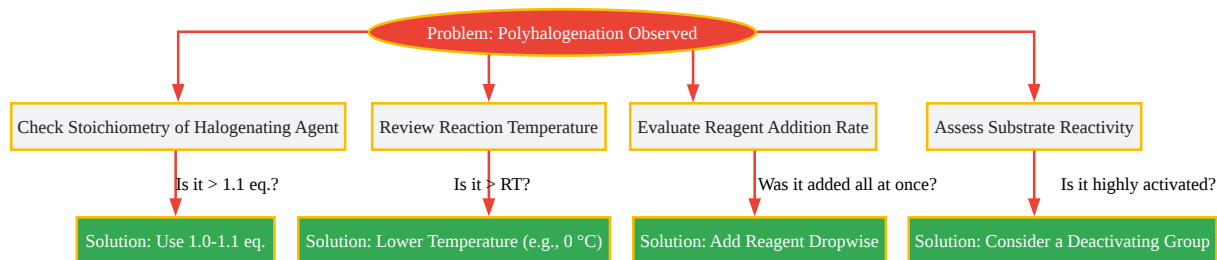 Problem: Polyhalogenation Observed
Check Stoichiometry of Halogenating Agent
Review Reaction Temperature
Evaluate Reagent Addition Rate
Assess Substrate Reactivity
Is it > 1.1 eq.?
Is it > RT?
Was it added all at once?
Is it highly activated?
Solution: Use 1.0-1.1 eq.
Solution: Lower Temperature (e.g., 0 °C)
Solution: Add Reagent Dropwise
Solution: Consider a Deactivating Group